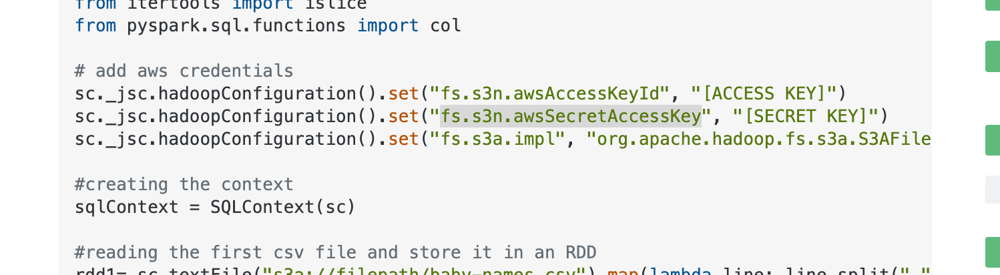 from itertools import islice
from pyspark.sql.functions import col
# add aws credentials
sc._jsc.hadoopConfiguration().set("fs.s3n.awsAccessKeyId", "[ACCESS KEY]")
sc._jsc.hadoopConfiguration().set("fs.s3n.awsSecretAccessKey", "[SECRET KEY]")
sc._jsc.hadoopConfiguration().set("fs.s3a.impl", "org.apache.hadoop.fs.s3a.S3AFile
#creating the context
sqlContext = SQLContext(sc)
#reading the first csv file and store it in an RDD
rdd1= sc.textFile("s3a://filepath/baby-names.csv").map(lambda line: line.split(","